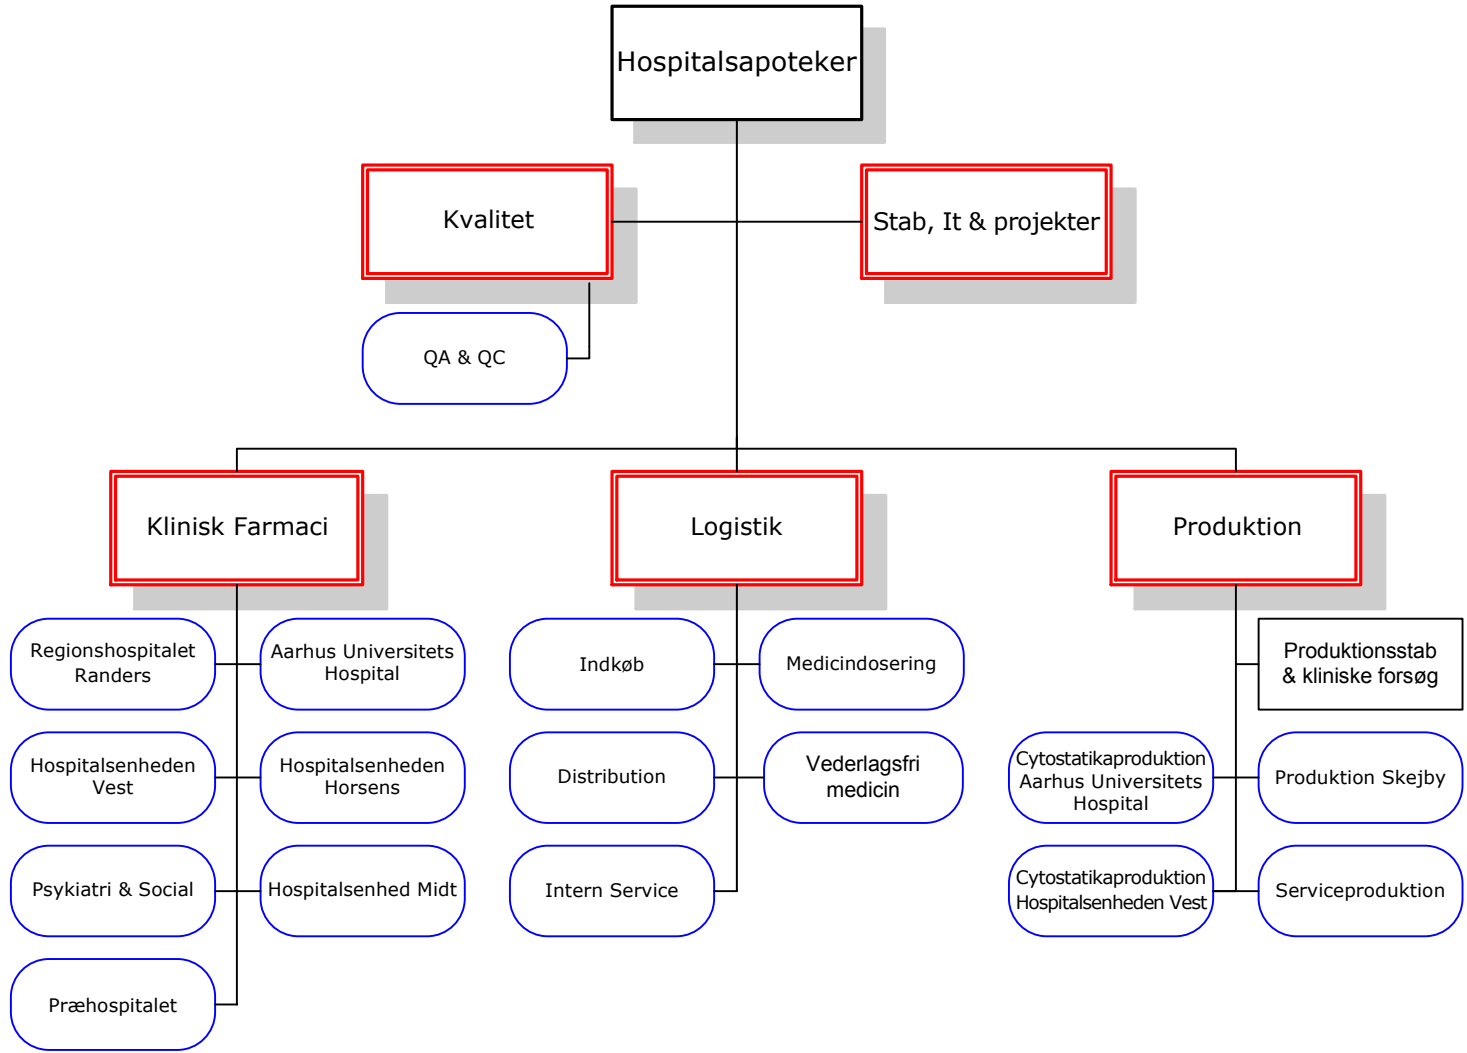 Hospitalsapoteker
Kvalitet
Stab, It & projekter
QA & QC
Klinisk Farmaci
Logistik
Produktion
Regionshospitalet
Randers
Aarhus Universitets
Hospital
Hospitalsenheden
Vest
Hospitalsenheden
Horsens
Psykiatri & Social
Hospitalsenhed Midt
Præhospitalet
Indkøb
Medicindosering
Distribution
Vederlagsfri
medicin
Intern Service
Produktionsstab
& kliniske forsøg
Cytostatikaproduktion
Aarhus Universitets
Hospital
Produktion Skejby
Cytostatikaproduktion
Hospitalsenheden Vest
Serviceproduktion